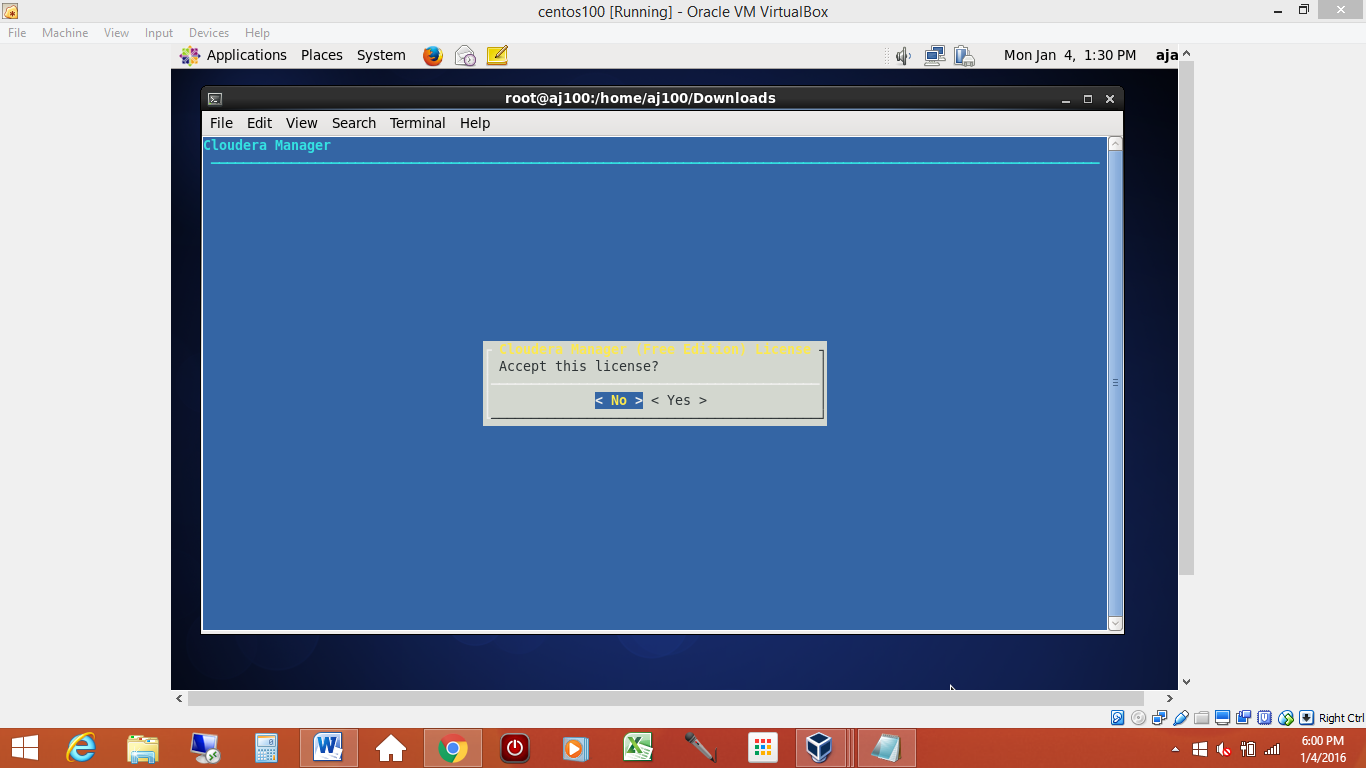 centos100 [Running] - Oracle VM VirtualBox
File Machine View Input Devices Help
Applications Places System Mon Jan 4, 1:30 PM aja
root@aj100:/home/aj100/Downloads
File Edit View Search Terminal Help
Cloudera Manager
Cloudera Manager (Free Edition) License
Accept this license?
< No > < Yes >
Right Ctrl
6:00 PM
1/4/2016